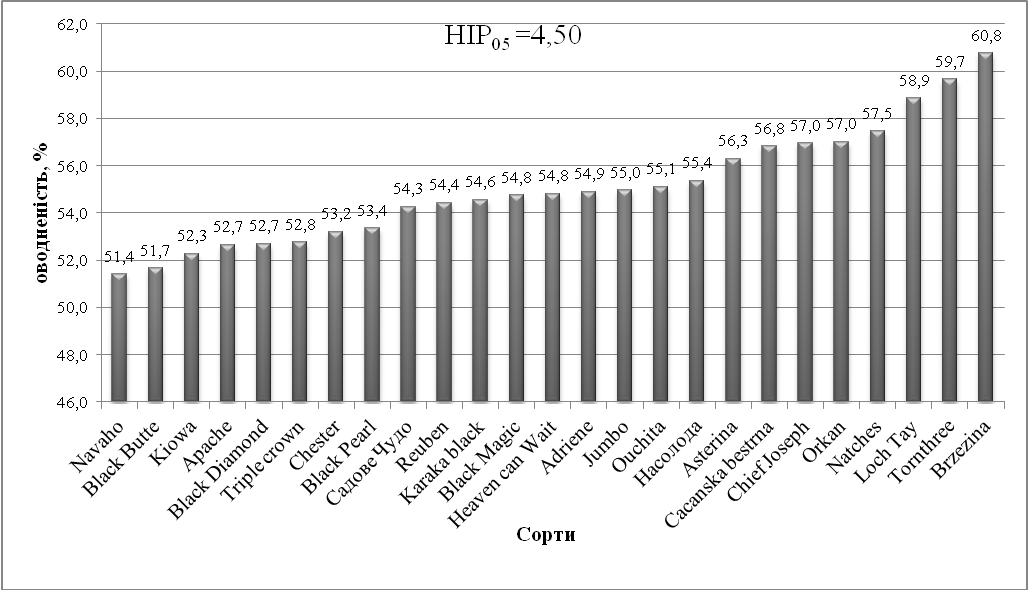 НІР05 =4,50
62,0
60,0
58,0
56,0
54,0
52,0
50,0
48,0
46,0
оводненість, %
51,4
51,7
52,3
52,7
52,7
52,8
53,2
53,4
54,3
54,4
54,6
54,8
54,8
54,9
55,0
55,1
55,4
56,3
56,8
57,0
57,0
57,5
58,9
59,7
60,8
Navaho
Black Butte
Kiowa
Apache
Black Diamond
Triple crown
Chester
Black Pearl
Садове Чудо
Reuben
Karaka black
Black Magic
Heaven can Wait
Adriene
Jumbo
Ouchita
Насолода
Asterina
Cacanska bestrna
Chief Joseph
Orkan
Natches
Loch Tay
Tornthree
Brzezina
Сорти